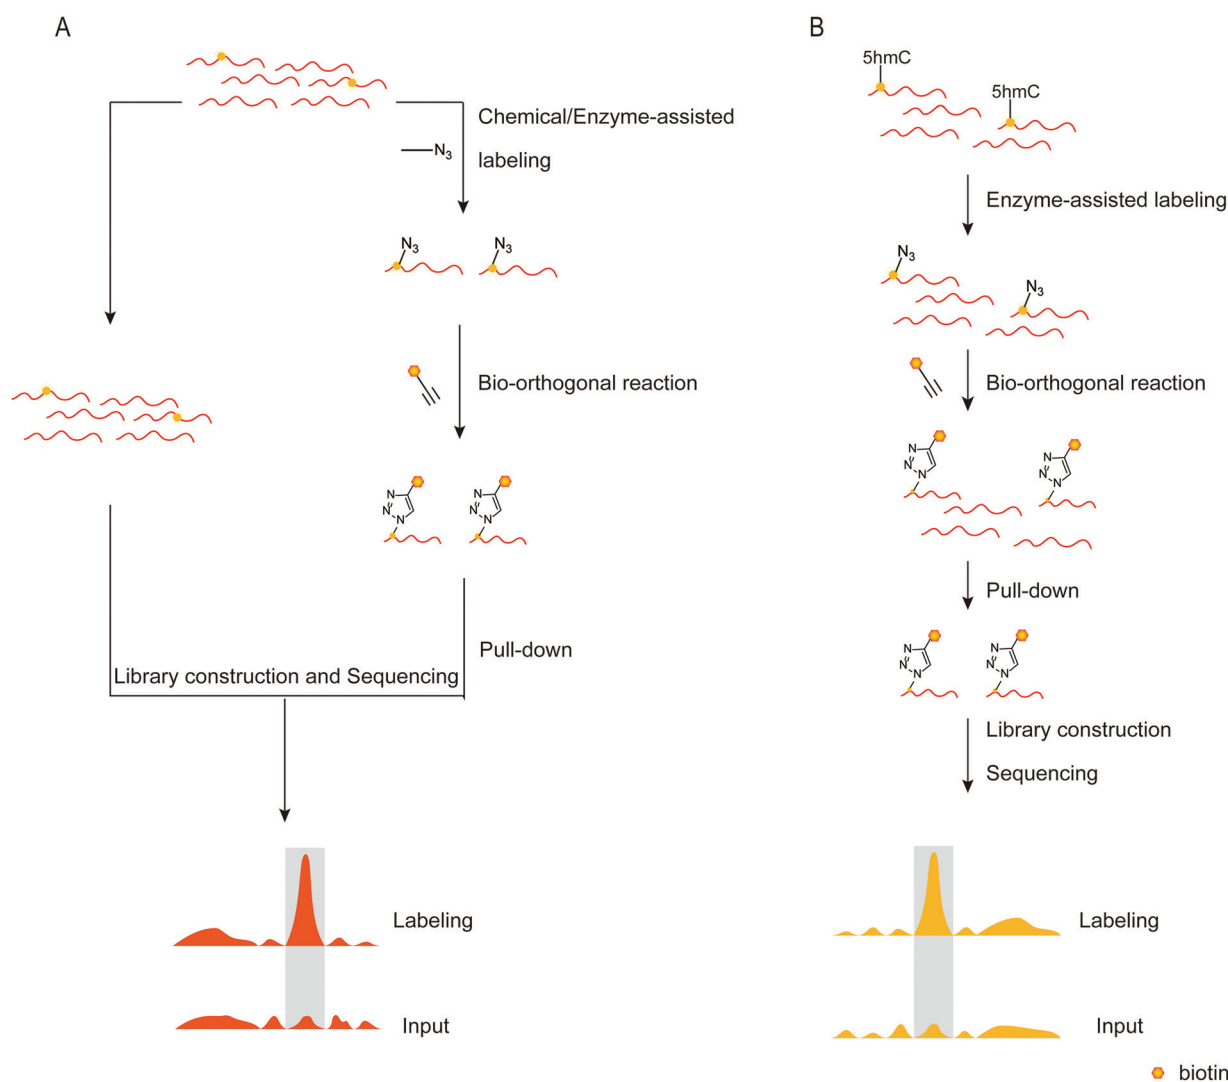 A
Chemical/Enzyme-assisted
N3
labeling
N3
N3
Bio-orthogonal reaction
N
N
N
N
N
N
Pull-down
Library construction and Sequencing
Labeling
Input
B
5hmC
5hmC
Enzyme-assisted labeling
N3
N3
Bio-orthogonal reaction
N
N
N
N
N
N
Pull-down
N
N
N
N
N
N
Library construction
Sequencing
Labeling
Input
biotin